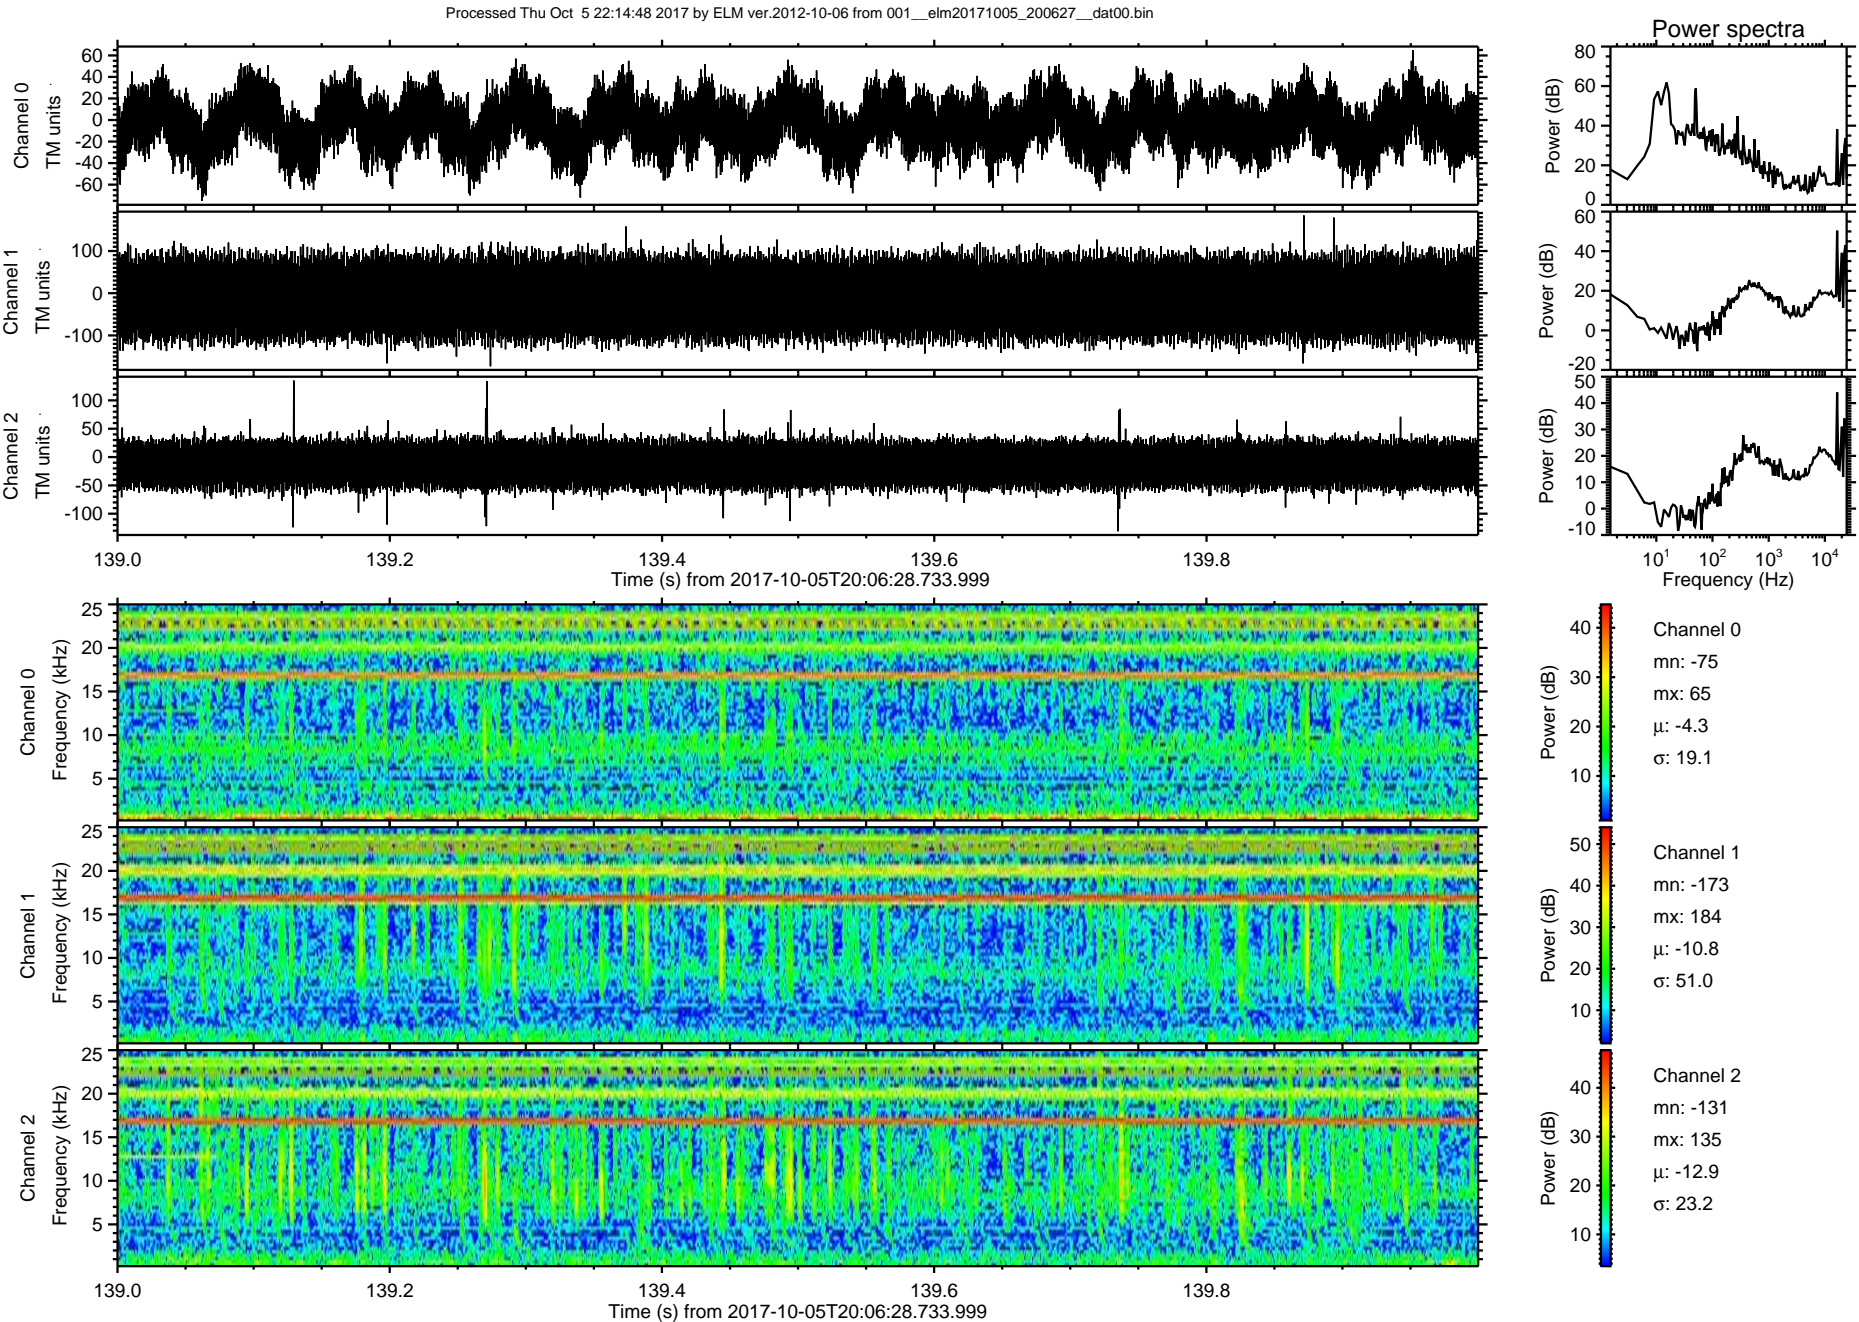 Processed Thu Oct  5 22:14:48 2017 by ELM ver.2012-10-06 from 001__elm20171005_200627__dat00.bin
Power spectra
Channel 0
TM units
60
40
20
0
-20
-40
-60
Power (dB)
80
60
40
20
0
Channel 1
TM units
100
0
-100
Power (dB)
60
40
20
0
-20
Channel 2
TM units
100
50
0
-50
-100
Power (dB)
50
40
30
20
10
0
-10
139.0 139.2 139.4 139.6 139.8
Time (s) from 2017-10-05T20:06:28.733.999
10¹ 10² 10³ 10⁴
Frequency (Hz)
Channel 0
Frequency (kHz)
25
20
15
10
5
Power (dB)
40
30
20
10
Channel 0
mn: -75
mx: 65
μ: -4.3
σ: 19.1
Channel 1
Frequency (kHz)
25
20
15
10
5
Power (dB)
50
40
30
20
10
Channel 1
mn: -173
mx: 184
μ: -10.8
σ: 51.0
Channel 2
Frequency (kHz)
25
20
15
10
5
Power (dB)
40
30
20
10
Channel 2
mn: -131
mx: 135
μ: -12.9
σ: 23.2
139.0 139.2 139.4 139.6 139.8
Time (s) from 2017-10-05T20:06:28.733.999